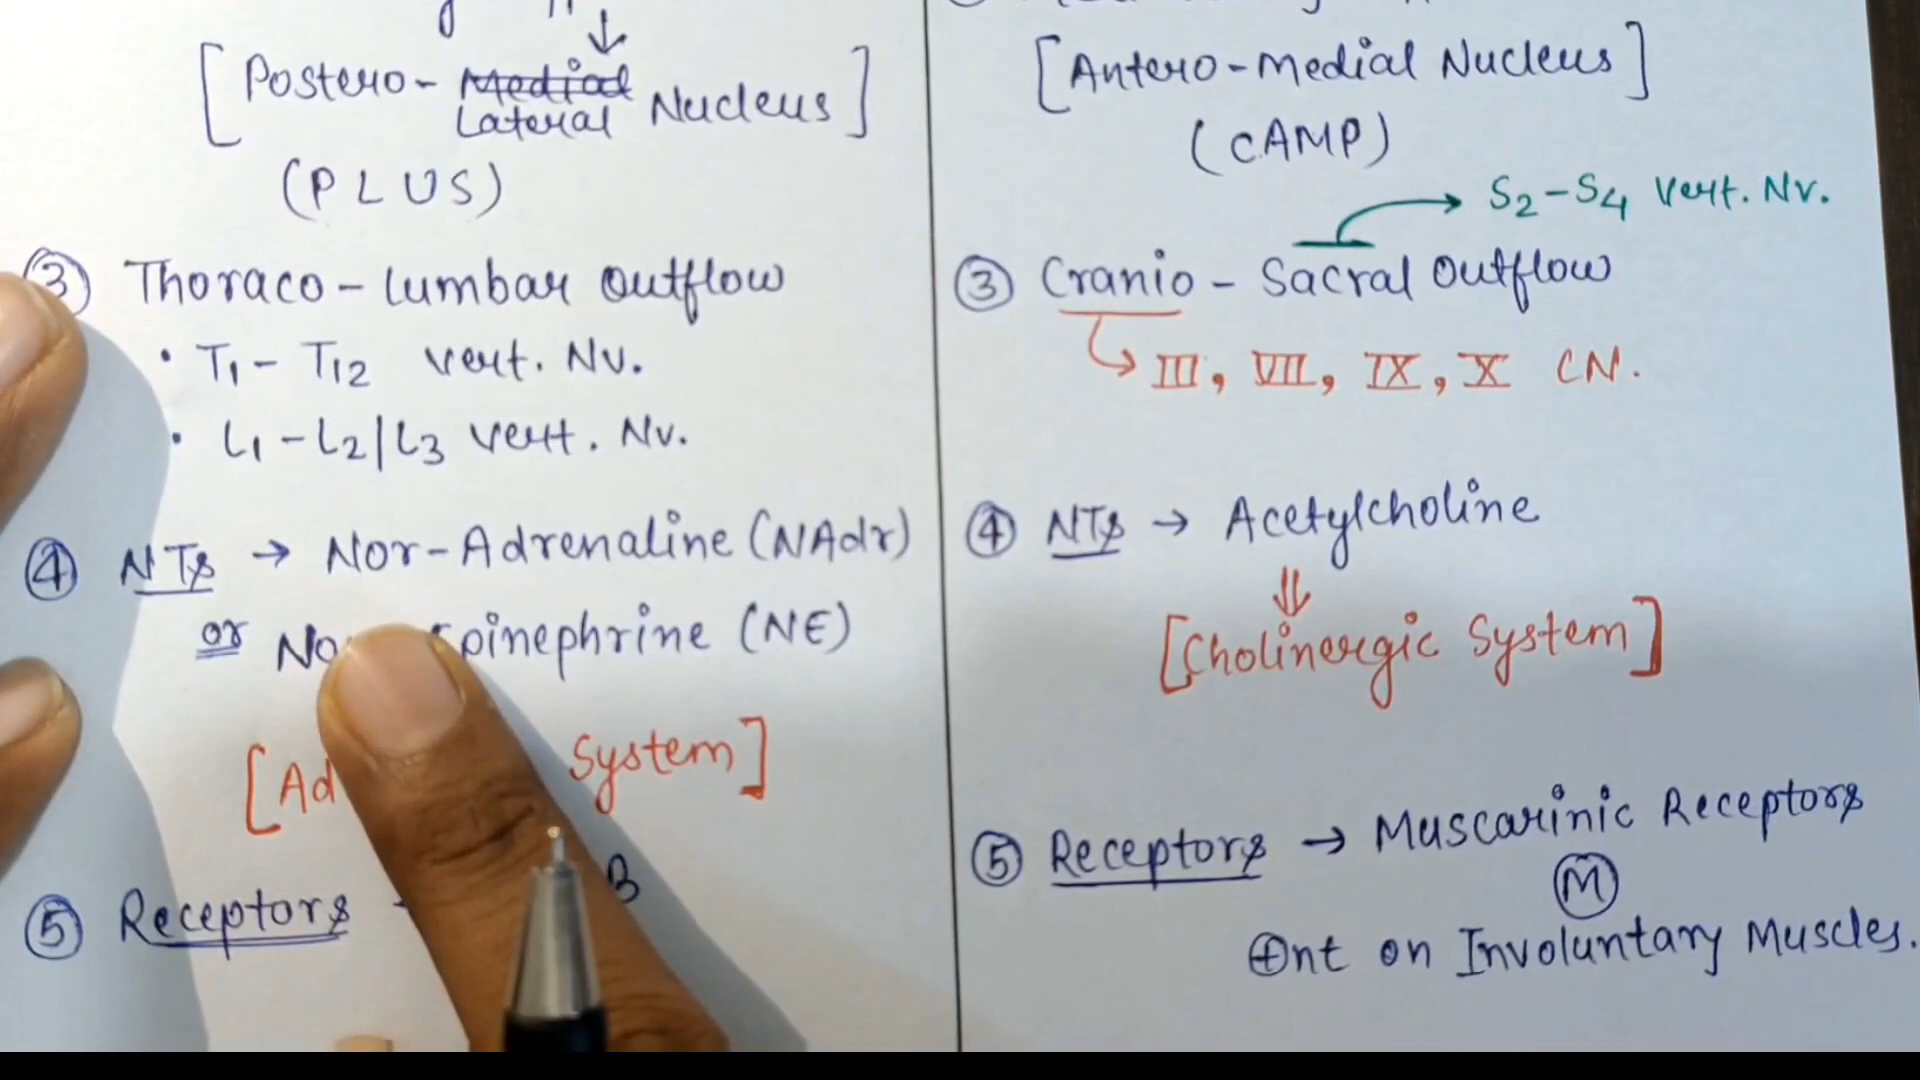 [Postero- Medial Nucleus]
Lateral
(PLUS)
③ Thoraco-lumbar Outflow
• T1 - T12 vert. Nv.
• L1 - L2/L3 vert. Nv.
④ NTs → Nor-Adrenaline (NAdr)
or pinephrine (NE)
System]
⑤ Receptors
B
[Antero-Medial Nucleus]
(cAMP)
S2-S4 Vert. Nv.
③ Cranio - Sacral Outflow
III, VII, IX, X CN.
④ NTs → Acetylcholine
[Cholinergic System]
⑤ Receptors → Muscarinic Receptors
M
⊕nt on Involuntary Muscles.